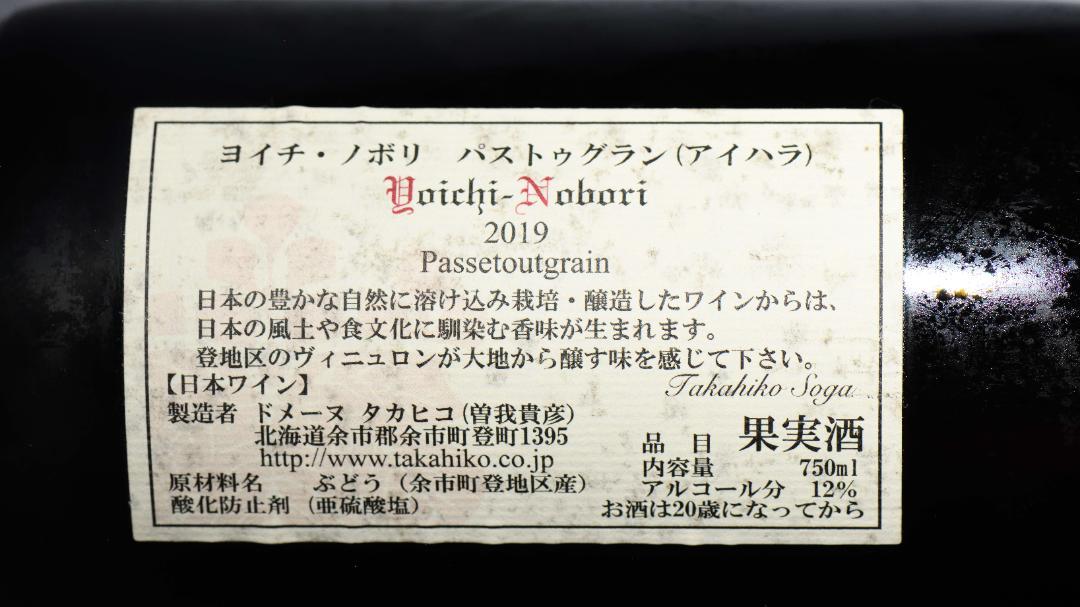 ヨイチ・ノボリ　パストゥグラン(アイハラ)
Yoichi-Nobori
2019
Passetoutgrain
日本の豊かな自然に溶け込み栽培・醸造したワインからは、
日本の風土や食文化に馴染む香味が生まれます。
登地区のヴィニュロンが大地から醸す味を感じて下さい。
【日本ワイン】
Takahiko Soga
製造者 ドメーヌ タカヒコ(曽我貴彦)
北海道余市郡余市町登町1395
http://www.takahiko.co.jp
品　目 果実酒
内容量 750ml
原材料名　ぶどう（余市町登地区産）
アルコール分 12%
酸化防止剤（亜硫酸塩）
お酒は20歳になってから